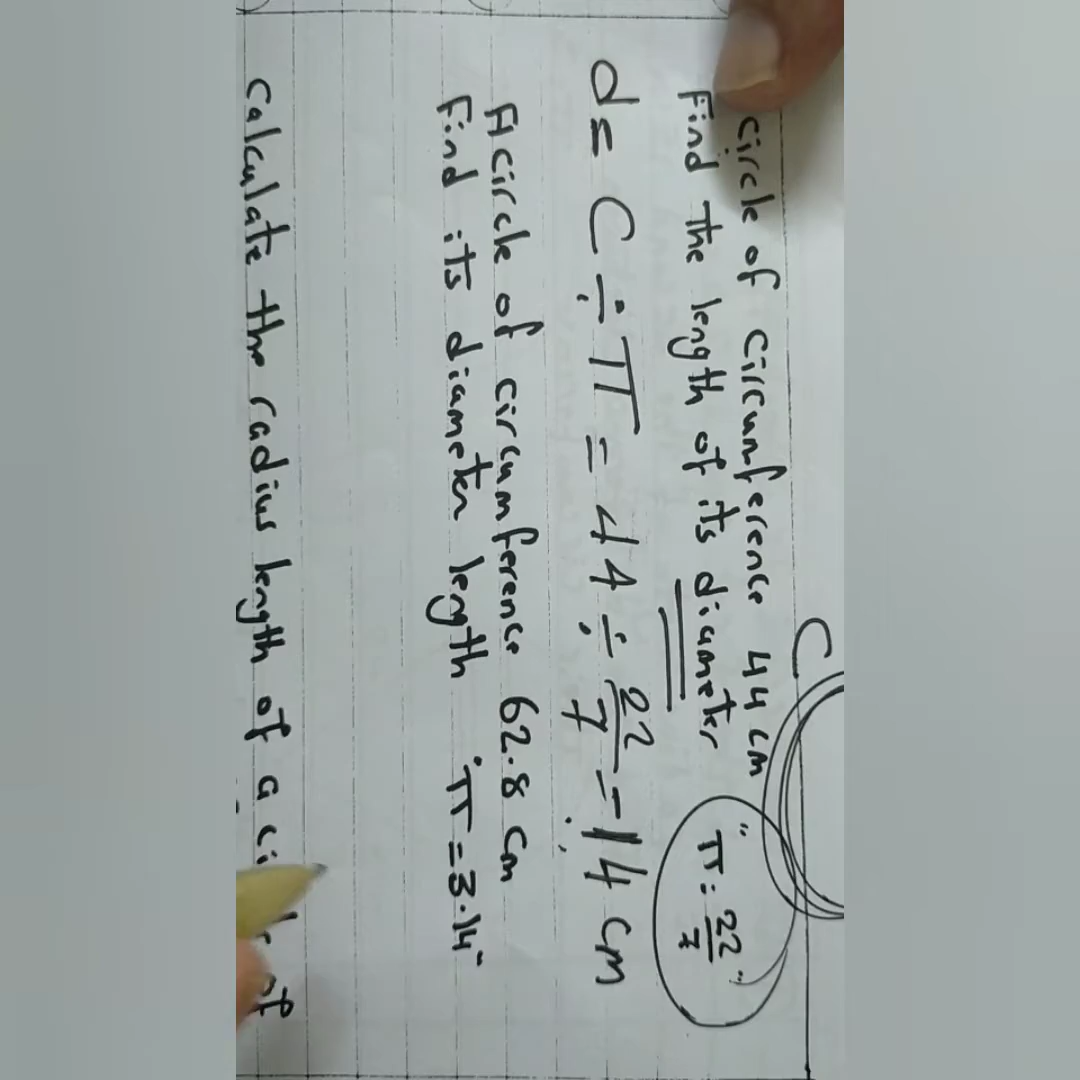 circle of circumference 44 cm
Find the length of its diameter "π: 22/7"
d = C ÷ π = 44 ÷ 22/7 = 14 cm
A circle of circumference 62.8 cm
Find its diameter length "π = 3.14"
Calculate the radius length of a of